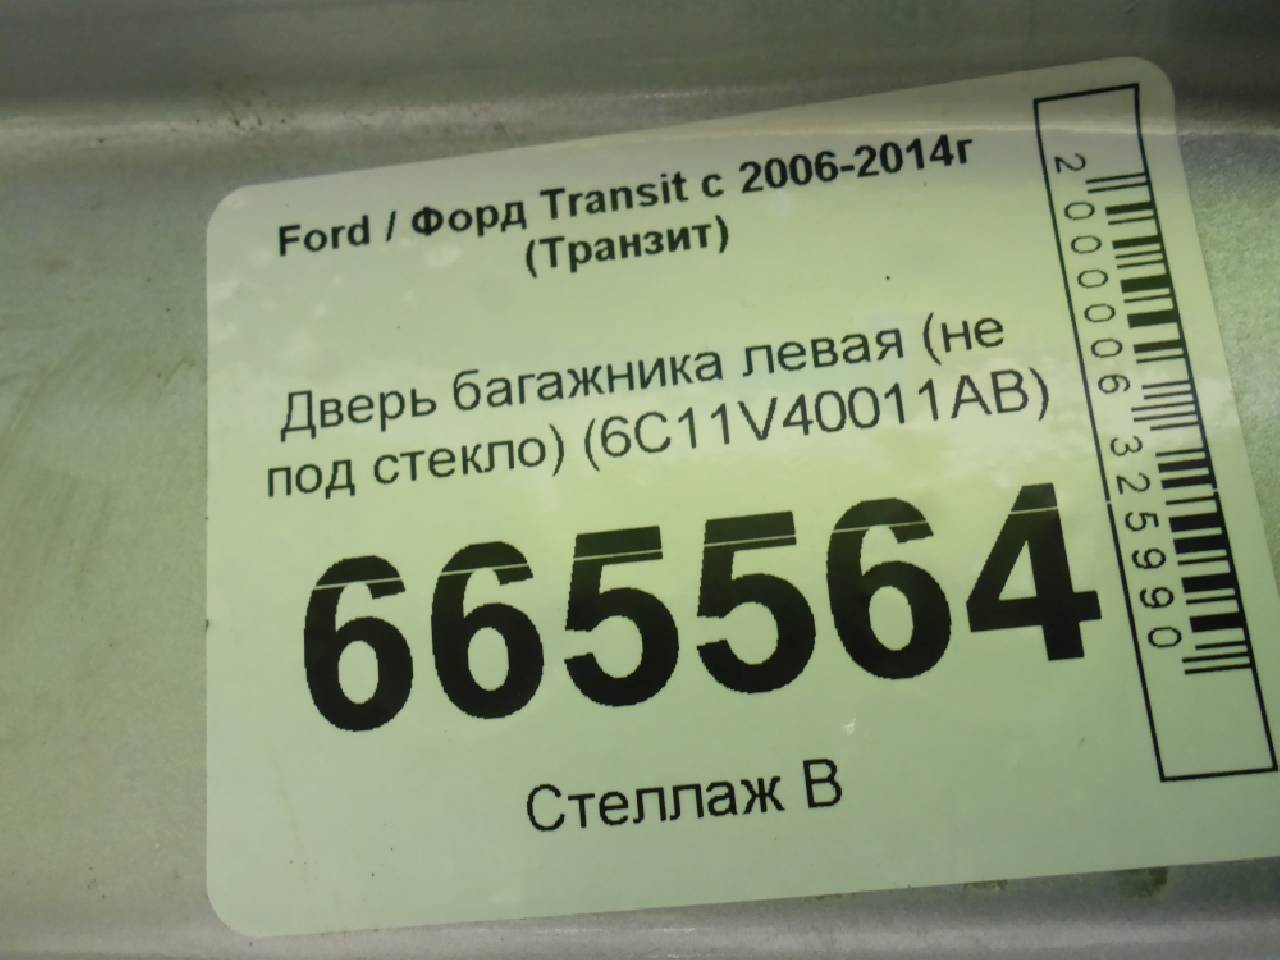 Ford / Форд Transit с 2006-2014г
(Транзит)
Дверь багажника левая (не
под стекло) (6C11V40011AB)
665564
Стеллаж В
2000006325990